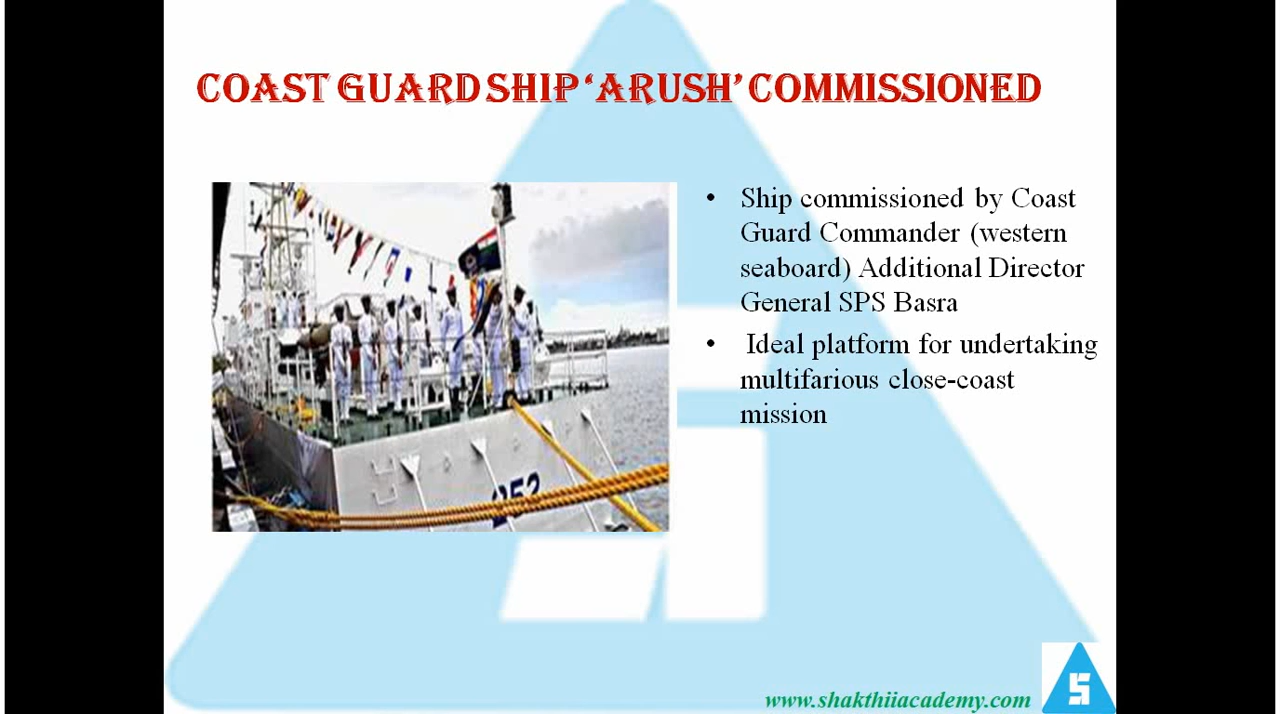 COAST GUARD SHIP ‘ARUSH’ COMMISSIONED
• Ship commissioned by Coast
Guard Commander (western
seaboard) Additional Director
General SPS Basra
• Ideal platform for undertaking
multifarious close-coast
mission
252
www.shakthiiacademy.com